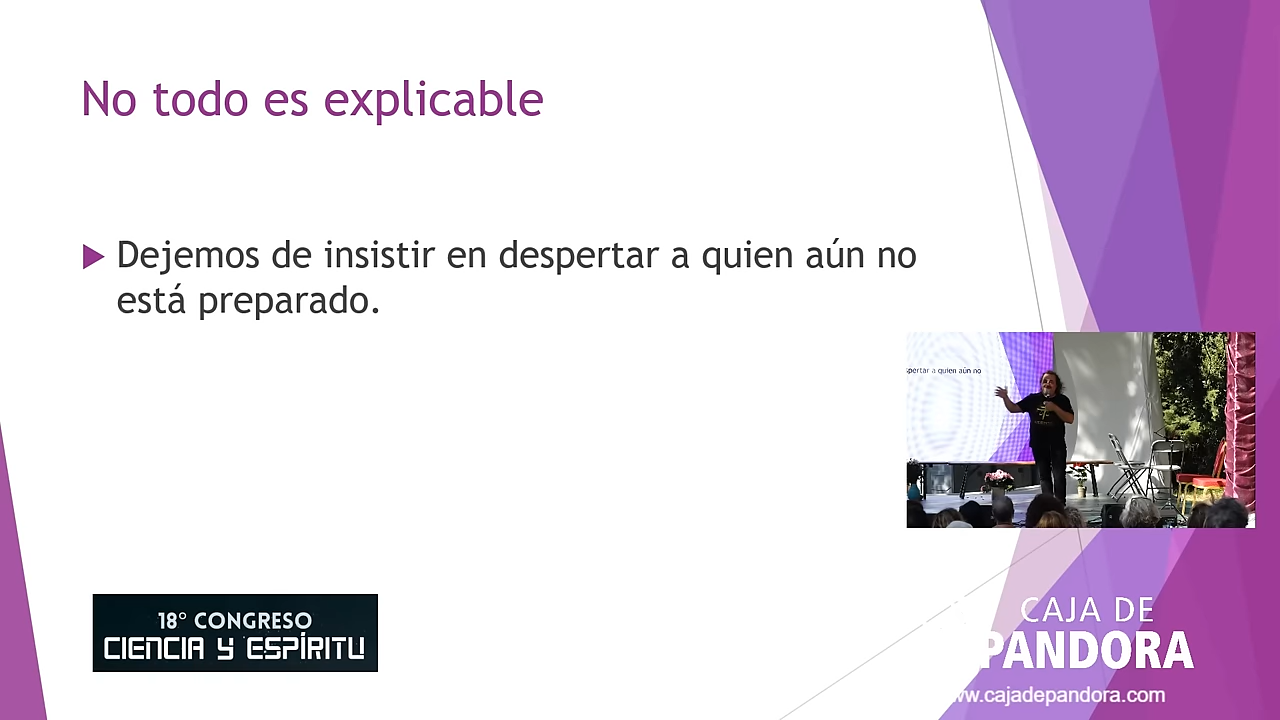 No todo es explicable
Dejemos de insistir en despertar a quien aún no
está preparado.
spertar a quien aún no
18º CONGRESO
CIENCIA Y ESPÍRITU
CAJA DE
PANDORA
www.cajadepandora.com